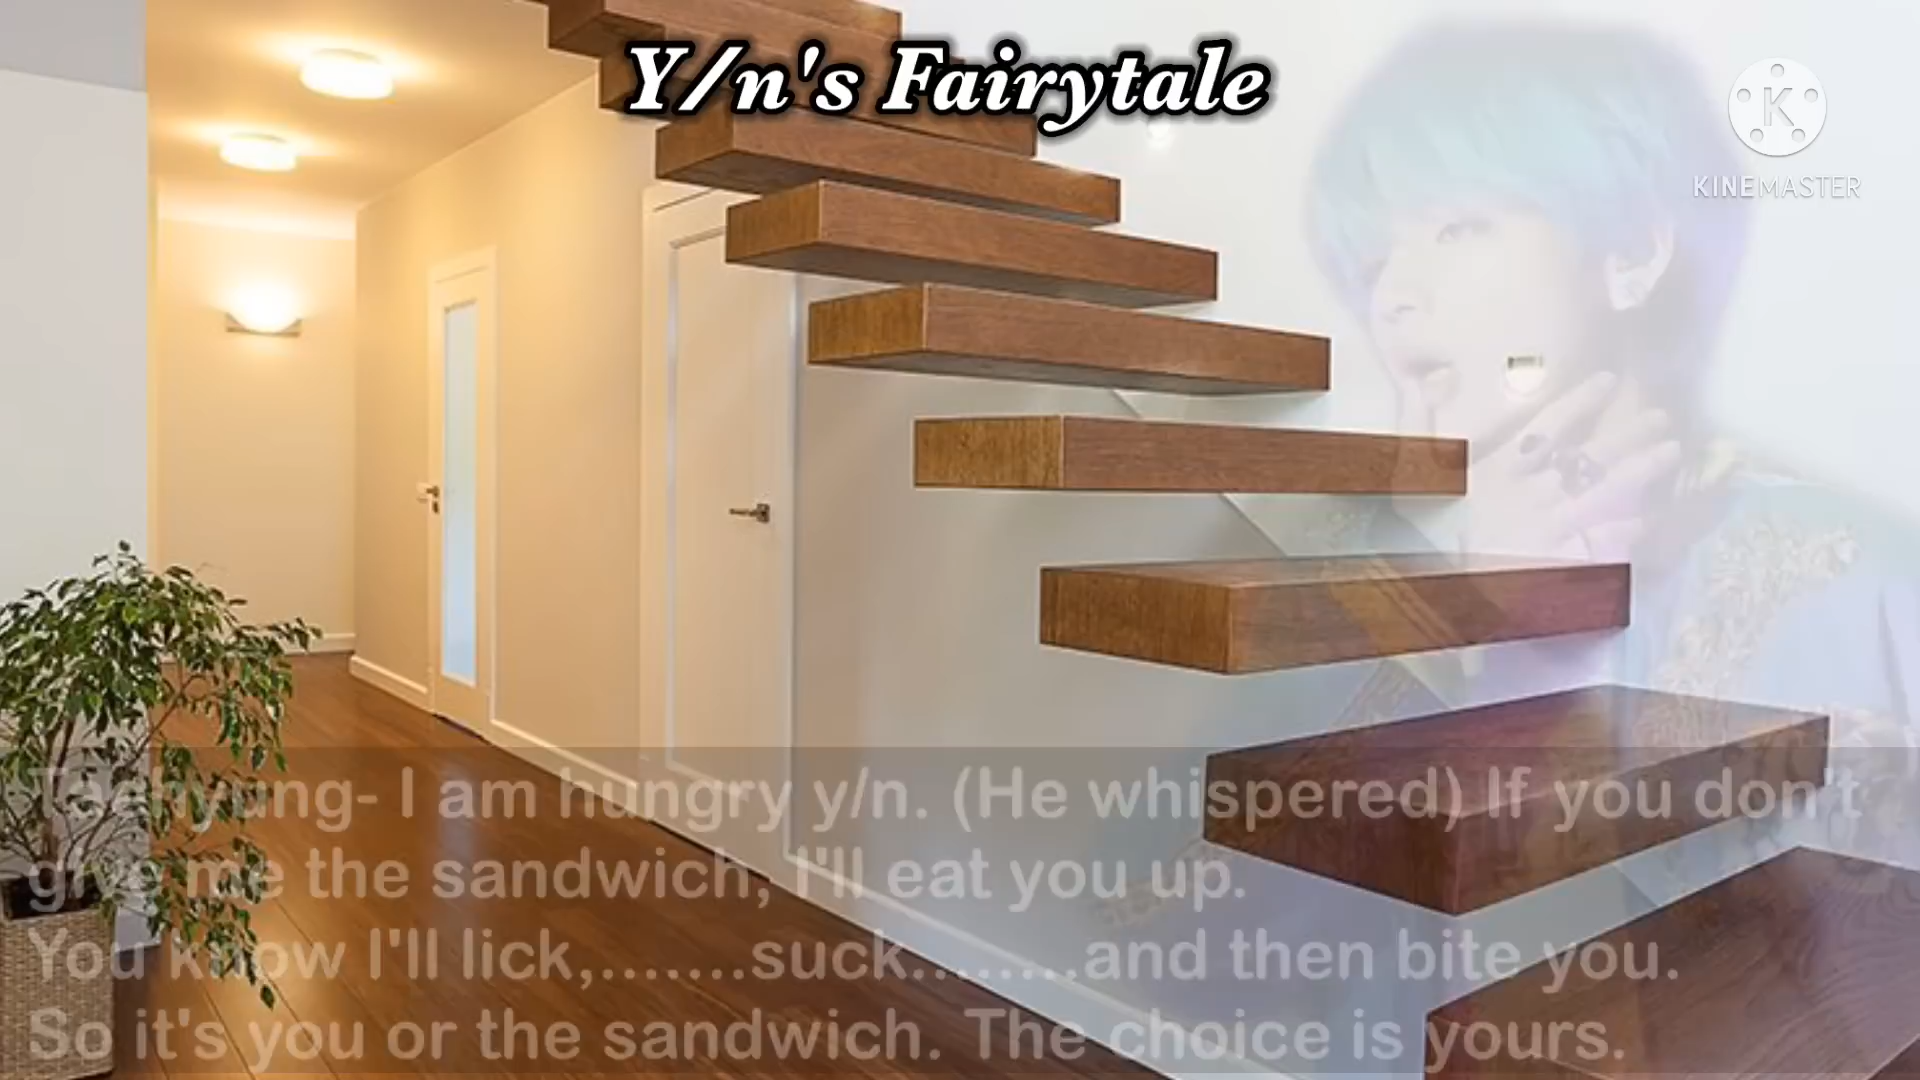 Y/n's Fairytale
KINEMASTER
Taehyung- I am hungry y/n. (He whispered) If you don't
give me the sandwich, I'll eat you up.
You know I'll lick,.......suck........and then bite you.
So it's you or the sandwich. The choice is yours.